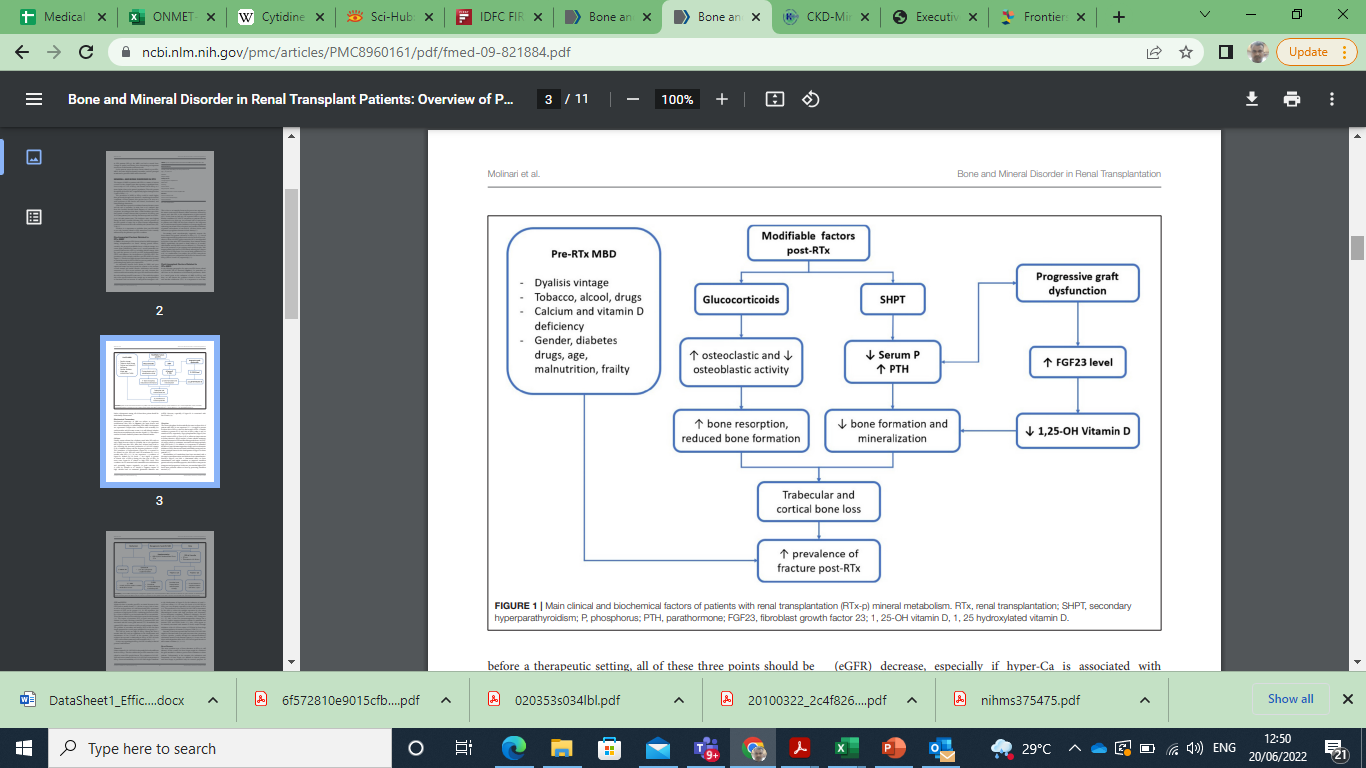 Medical
ONMET-
Cytidine
Sci-Hub:
IDFC FIR
Bone an
Bone an
CKD-Mi
Executiv
Frontier
ncbi.nlm.nih.gov/pmc/articles/PMC8960161/pdf/fmed-09-821884.pdf
Update
Bone and Mineral Disorder in Renal Transplant Patients: Overview of P...
3 / 11
100%
2
3
Molinari et al.
Bone and Mineral Disorder in Renal Transplantation
Pre-RTx MBD
- Dyalisis vintage
- Tobacco, alcool, drugs
- Calcium and vitamin D
deficiency
- Gender, diabetes
drugs, age,
malnutrition, frailty
Modifiable factors
post-RTx
Glucocorticoids
SHPT
Progressive graft
dysfunction
↑ osteoclastic and ↓
osteoblastic activity
↓ Serum P
↑ PTH
↑ FGF23 level
↑ bone resorption,
reduced bone formation
↓ bone formation and
mineralization
↓ 1,25-OH Vitamin D
Trabecular and
cortical bone loss
↑ prevalence of
fracture post-RTx
FIGURE 1 | Main clinical and biochemical factors of patients with renal transplantation (RTx-p) mineral metabolism. RTx, renal transplantation; SHPT, secondary
hyperparathyroidism; P, phosphorus; PTH, parathormone; FGF23, fibroblast growth factor 23; 1, 25-OH vitamin D, 1, 25 hydroxylated vitamin D.
before a therapeutic setting, all of these three points should be
(eGFR) decrease, especially if hyper-Ca is associated with
DataSheet1_Effic....docx
6f572810e9015cfb....pdf
020353s034lbl.pdf
20100322_2c4f826....pdf
nihms375475.pdf
Show all
Type here to search
9+
29°C
ENG
12:50
20/06/2022
21